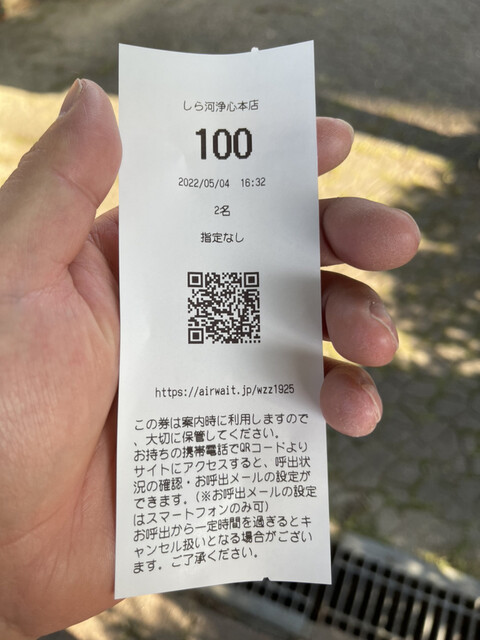 しら河浄心本店
100
2022/05/04 16:32
2名
指定なし
https://airwait.jp/wzz1925
この券は案内時に利用しますので
、大切に保管してください。
お持ちの携帯電話でQRコードより
サイトにアクセスすると、呼出状
況の確認・お呼出メールの設定が
できます。(※お呼出メールの設定
はスマートフォンのみ可)
お呼出から一定時間を過ぎるとキ
ャンセル扱いとなる場合がござい
ます。ご了承ください。